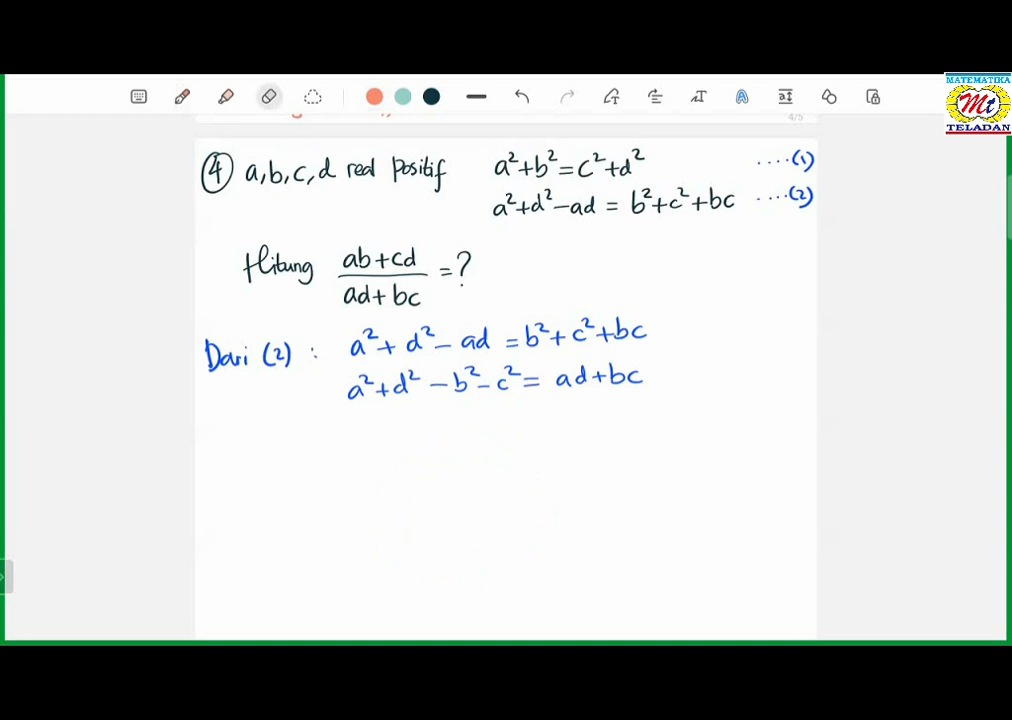 MATEMATIKA
Mt
TELADAN
4/5
④ a,b,c,d real positif a²+b²=c²+d² ....(1)
a²+d²-ad = b²+c²+bc ....(2)
Hitung (ab+cd)/(ad+bc) =?
Dari (2) : a²+d²-ad = b²+c²+bc
a²+d²-b²-c² = ad+bc